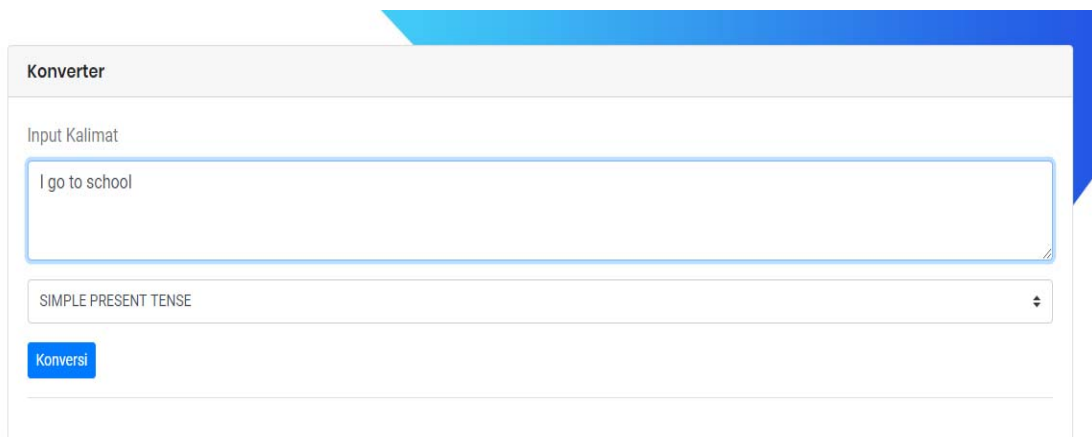 Konverter
Input Kalimat
I go to school
SIMPLE PRESENT TENSE
Konversi